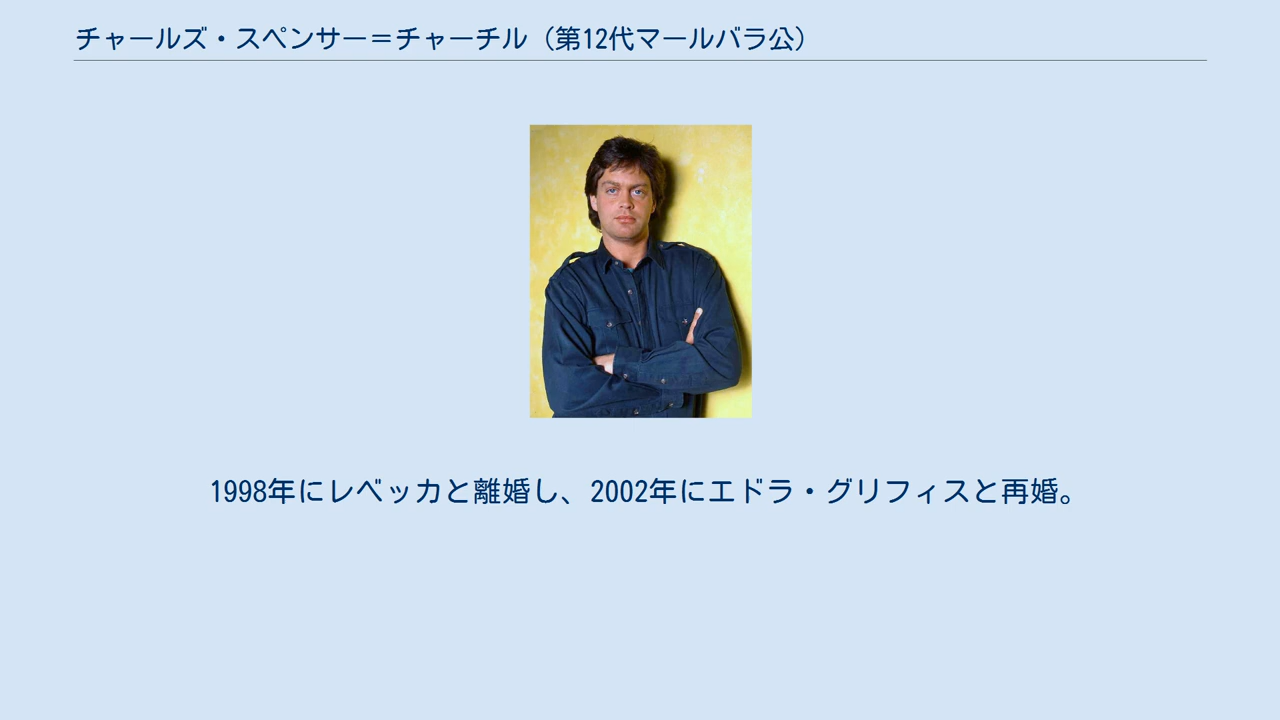 チャールズ・スペンサー＝チャーチル（第12代マールバラ公）
1998年にレベッカと離婚し、2002年にエドラ・グリフィスと再婚。